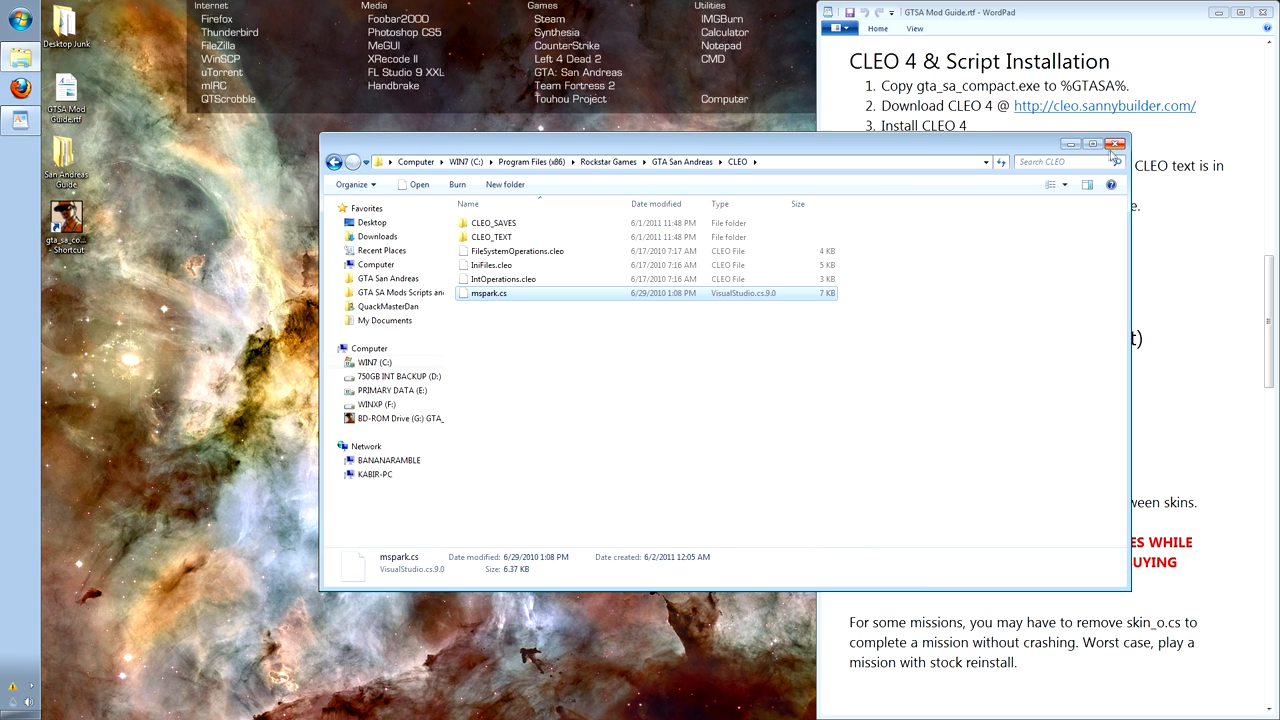 Internet
Firefox
Thunderbird
FileZilla
WinSCP
uTorrent
mIRC
QTScrobble
Media
Foobar2000
Photoshop CS5
MeGUI
XRecode II
FL Studio 9 XXL
Handbrake
Games
Steam
Synthesia
CounterStrike
Left 4 Dead 2
GTA: San Andreas
Team Fortress 2
Touhou Project
Utilities
IMGBurn
Calculator
Notepad
CMD
Computer
Desktop Junk
GTSA Mod
Guide.rtf
San Andreas
Guide
gta_sa_co...
- Shortcut
GTSA Mod Guide.rtf - WordPad
Home View
CLEO 4 & Script Installation
1. Copy gta_sa_compact.exe to %GTASA%.
2. Download CLEO 4 @ http://cleo.sannybuilder.com/
3. Install CLEO 4
CLEO text is in
e.
t)
ween skins.
ES WHILE
UYING
For some missions, you may have to remove skin_o.cs to
complete a mission without crashing. Worst case, play a
mission with stock reinstall.
Computer WIN7 (C:) Program Files (x86) Rockstar Games GTA San Andreas CLEO
Search CLEO
Organize Open Burn New folder
Name Date modified Type Size
CLEO_SAVES 6/1/2011 11:48 PM File folder
CLEO_TEXT 6/1/2011 11:48 PM File folder
FileSystemOperations.cleo 6/17/2010 7:17 AM CLEO File 4 KB
IniFiles.cleo 6/17/2010 7:16 AM CLEO File 5 KB
IntOperations.cleo 6/17/2010 7:16 AM CLEO File 3 KB
mspark.cs 6/29/2010 1:08 PM VisualStudio.cs.9.0 7 KB
Favorites
Desktop
Downloads
Recent Places
Computer
GTA San Andreas
GTA SA Mods Scripts an
QuackMasterDan
My Documents
Computer
WIN7 (C:)
750GB INT BACKUP (D:)
PRIMARY DATA (E:)
WINXP (F:)
BD-ROM Drive (G:) GTA_
Network
BANANARAMBLE
KABIR-PC
mspark.cs Date modified: 6/29/2010 1:08 PM Date created: 6/2/2011 12:05 AM
VisualStudio.cs.9.0 Size: 6.37 KB